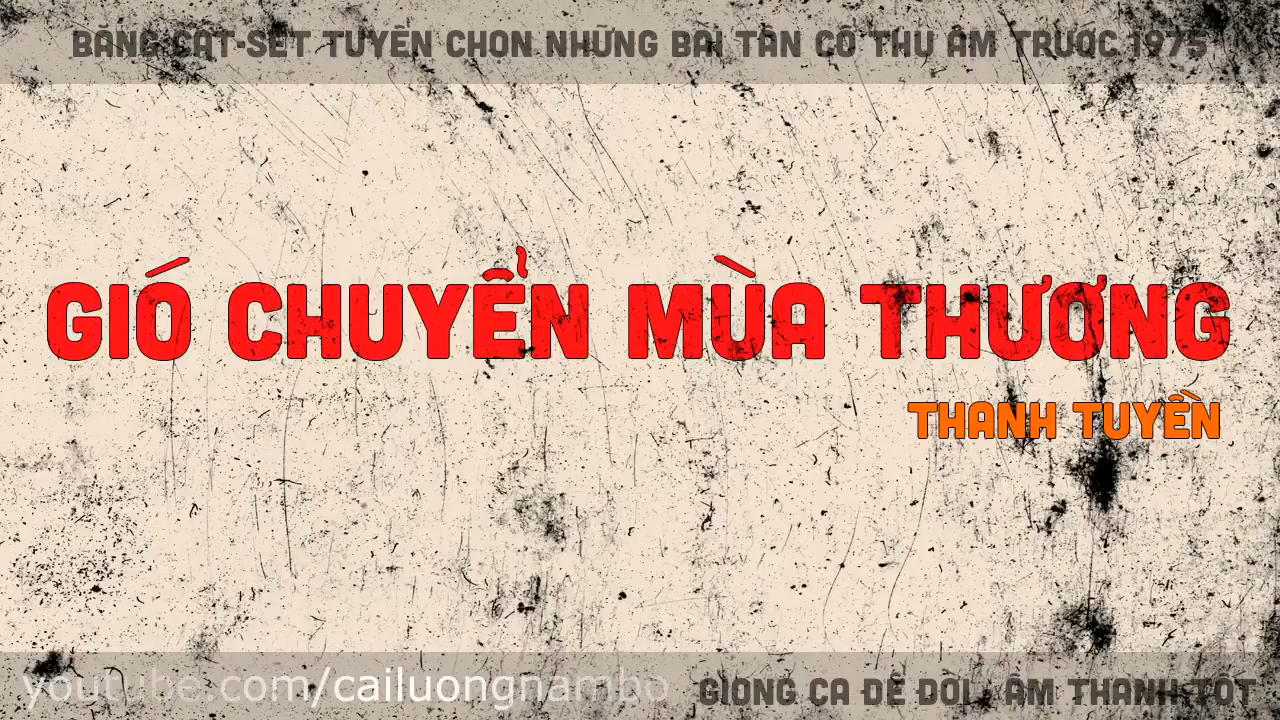 BĂNG CÁT-SÉT TUYỂN CHỌN NHỮNG BÀI TÂN CỔ THU ÂM TRƯỚC 1975
GIÓ CHUYỂN MÙA THƯƠNG
THANH TUYỀN
youtube.com/cailuongnambo
GIỌNG CA ĐỂ ĐỜI, ÂM THANH TỐT